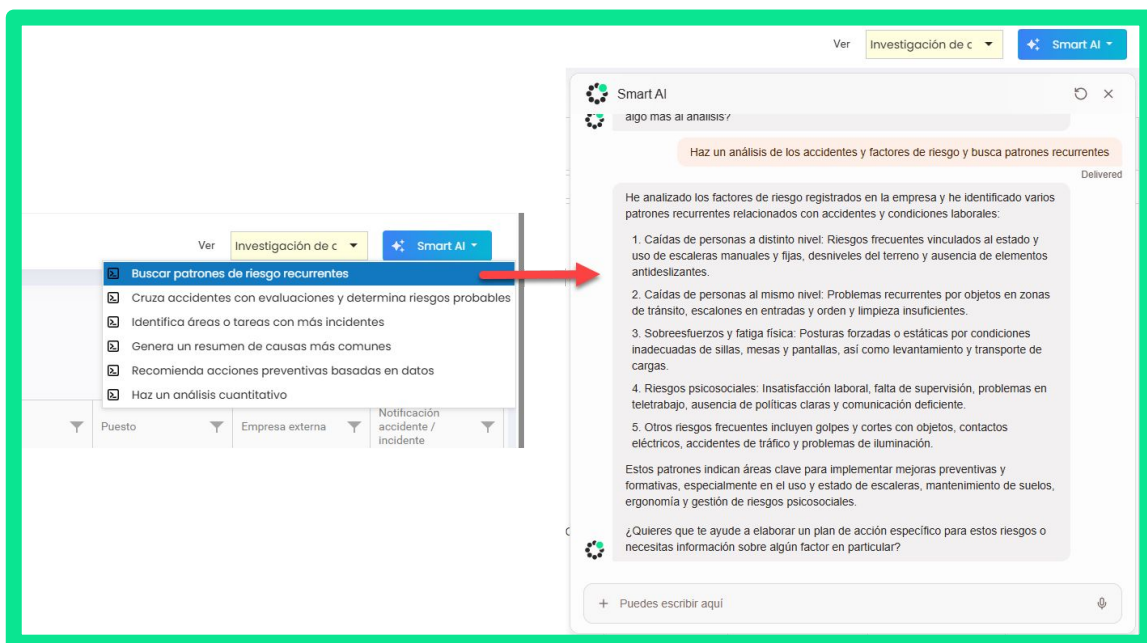 Ver
Investigación de c
Smart AI
Buscar patrones de riesgo recurrentes
Cruza accidentes con evaluaciones y determina riesgos probables
Identifica áreas o tareas con más incidentes
Genera un resumen de causas más comunes
Recomienda acciones preventivas basadas en datos
Haz un análisis cuantitativo
Puesto
Empresa externa
Notificación
accidente /
incidente
Ver
Investigación de c
Smart AI
Smart AI
algo más al análisis?
Haz un análisis de los accidentes y factores de riesgo y busca patrones recurrentes
Delivered
He analizado los factores de riesgo registrados en la empresa y he identificado varios
patrones recurrentes relacionados con accidentes y condiciones laborales:
1. Caídas de personas a distinto nivel: Riesgos frecuentes vinculados al estado y
uso de escaleras manuales y fijas, desniveles del terreno y ausencia de elementos
antideslizantes.
2. Caídas de personas al mismo nivel: Problemas recurrentes por objetos en zonas
de tránsito, escalones en entradas y orden y limpieza insuficientes.
3. Sobreesfuerzos y fatiga física: Posturas forzadas o estáticas por condiciones
inadecuadas de sillas, mesas y pantallas, así como levantamiento y transporte de
cargas.
4. Riesgos psicosociales: Insatisfacción laboral, falta de supervisión, problemas en
teletrabajo, ausencia de políticas claras y comunicación deficiente.
5. Otros riesgos frecuentes incluyen golpes y cortes con objetos, contactos
eléctricos, accidentes de tráfico y problemas de iluminación.
Estos patrones indican áreas clave para implementar mejoras preventivas y
formativas, especialmente en el uso y estado de escaleras, mantenimiento de suelos,
ergonomía y gestión de riesgos psicosociales.
¿Quieres que te ayude a elaborar un plan de acción específico para estos riesgos o
necesitas información sobre algún factor en particular?
Puedes escribir aquí